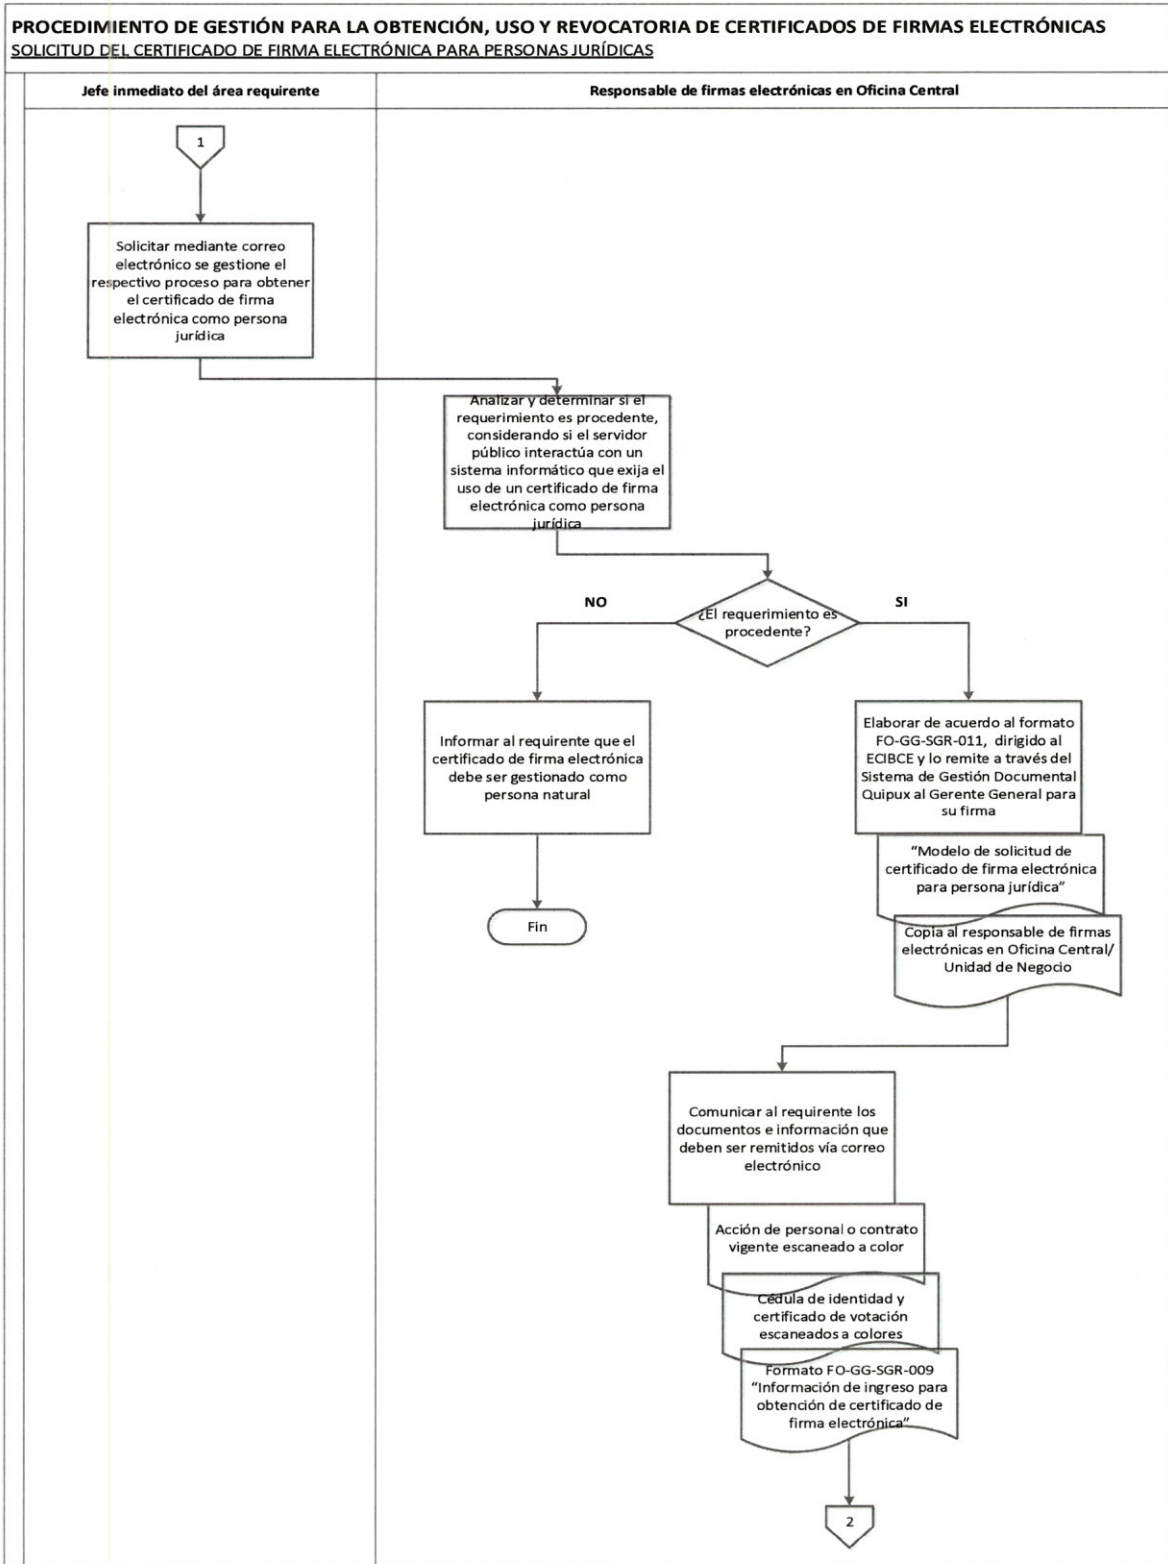 PROCEDIMIENTO DE GESTIÓN PARA LA OBTENCIÓN, USO Y REVOCATORIA DE CERTIFICADOS DE FIRMAS ELECTRÓNICAS
SOLICITUD DEL CERTIFICADO DE FIRMA ELECTRÓNICA PARA PERSONAS JURÍDICAS
Jefe inmediato del área requirente
Responsable de firmas electrónicas en Oficina Central
1
Solicitar mediante correo
electrónico se gestione el
respectivo proceso para obtener
el certificado de firma
electrónica como persona
jurídica
Analizar y determinar si el
requerimiento es procedente,
considerando si el servidor
público interactúa con un
sistema informático que exija el
uso de un certificado de firma
electrónica como persona
jurídica
NO
SI
¿El requerimiento es
procedente?
Informar al requirente que el
certificado de firma electrónica
debe ser gestionado como
persona natural
Fin
Elaborar de acuerdo al formato
FO-GG-SGR-011, dirigido al
ECIBCE y lo remite a través del
Sistema de Gestión Documental
Quipux al Gerente General para
su firma
“Modelo de solicitud de
certificado de firma electrónica
para persona jurídica”
Copia al responsable de firmas
electrónicas en Oficina Central/
Unidad de Negocio
Comunicar al requirente los
documentos e información que
deben ser remitidos vía correo
electrónico
Acción de personal o contrato
vigente escaneado a color
Cédula de identidad y
certificado de votación
escaneados a colores
Formato FO-GG-SGR-009
“Información de ingreso para
obtención de certificado de
firma electrónica”
2